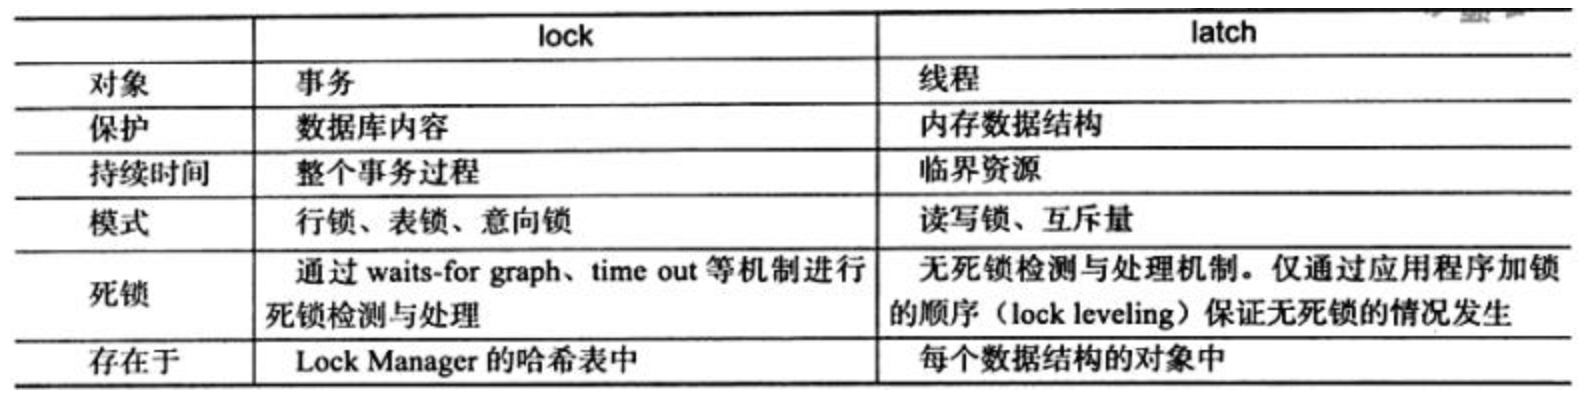 lock latch
对象 事务 线程
保护 数据库内容 内存数据结构
持续时间 整个事务过程 临界资源
模式 行锁、表锁、意向锁 读写锁、互斥量
死锁 通过 waits-for graph、time out 等机制进行 无死锁检测与处理机制。仅通过应用程序加锁
死锁检测与处理 的顺序（lock leveling）保证无死锁的情况发生
存在于 Lock Manager 的哈希表中 每个数据结构的对象中